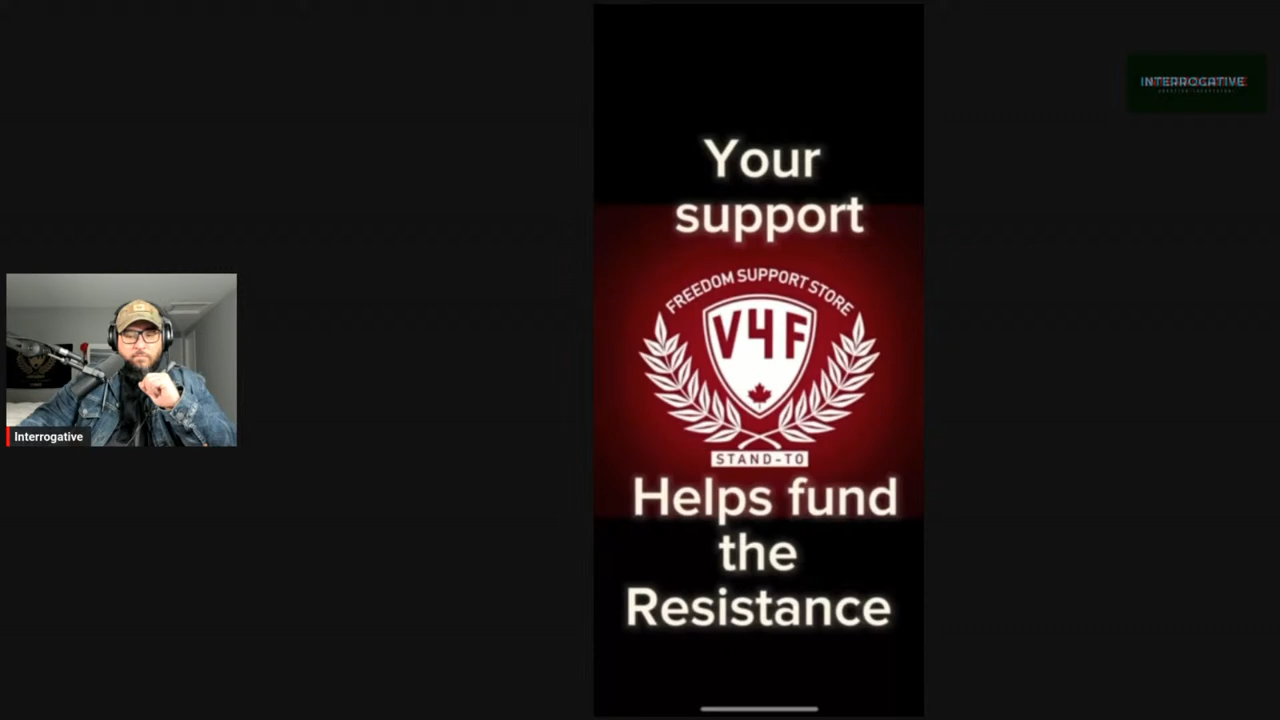 INTERROGATIVE
Your
support
FREEDOM SUPPORT STORE
V4F
STAND-TO
Helps fund
the
Resistance
Interrogative